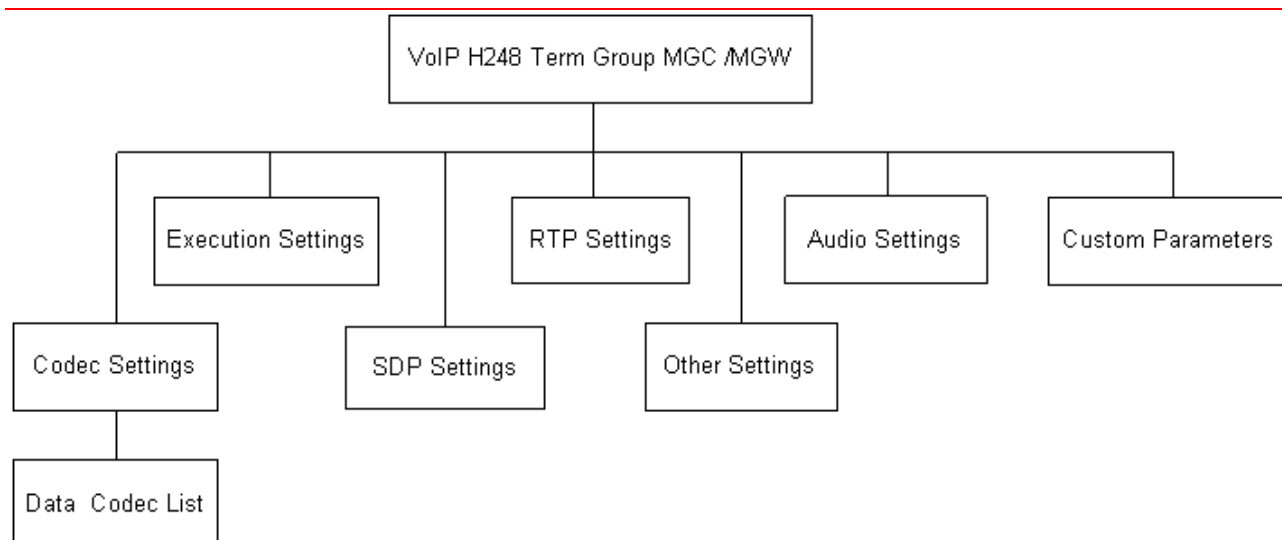 VoIP H248 Term Group MGC /MGW
Execution Settings
RTP Settings
Audio Settings
Custom Parameters
Codec Settings
SDP Settings
Other Settings
Data Codec List